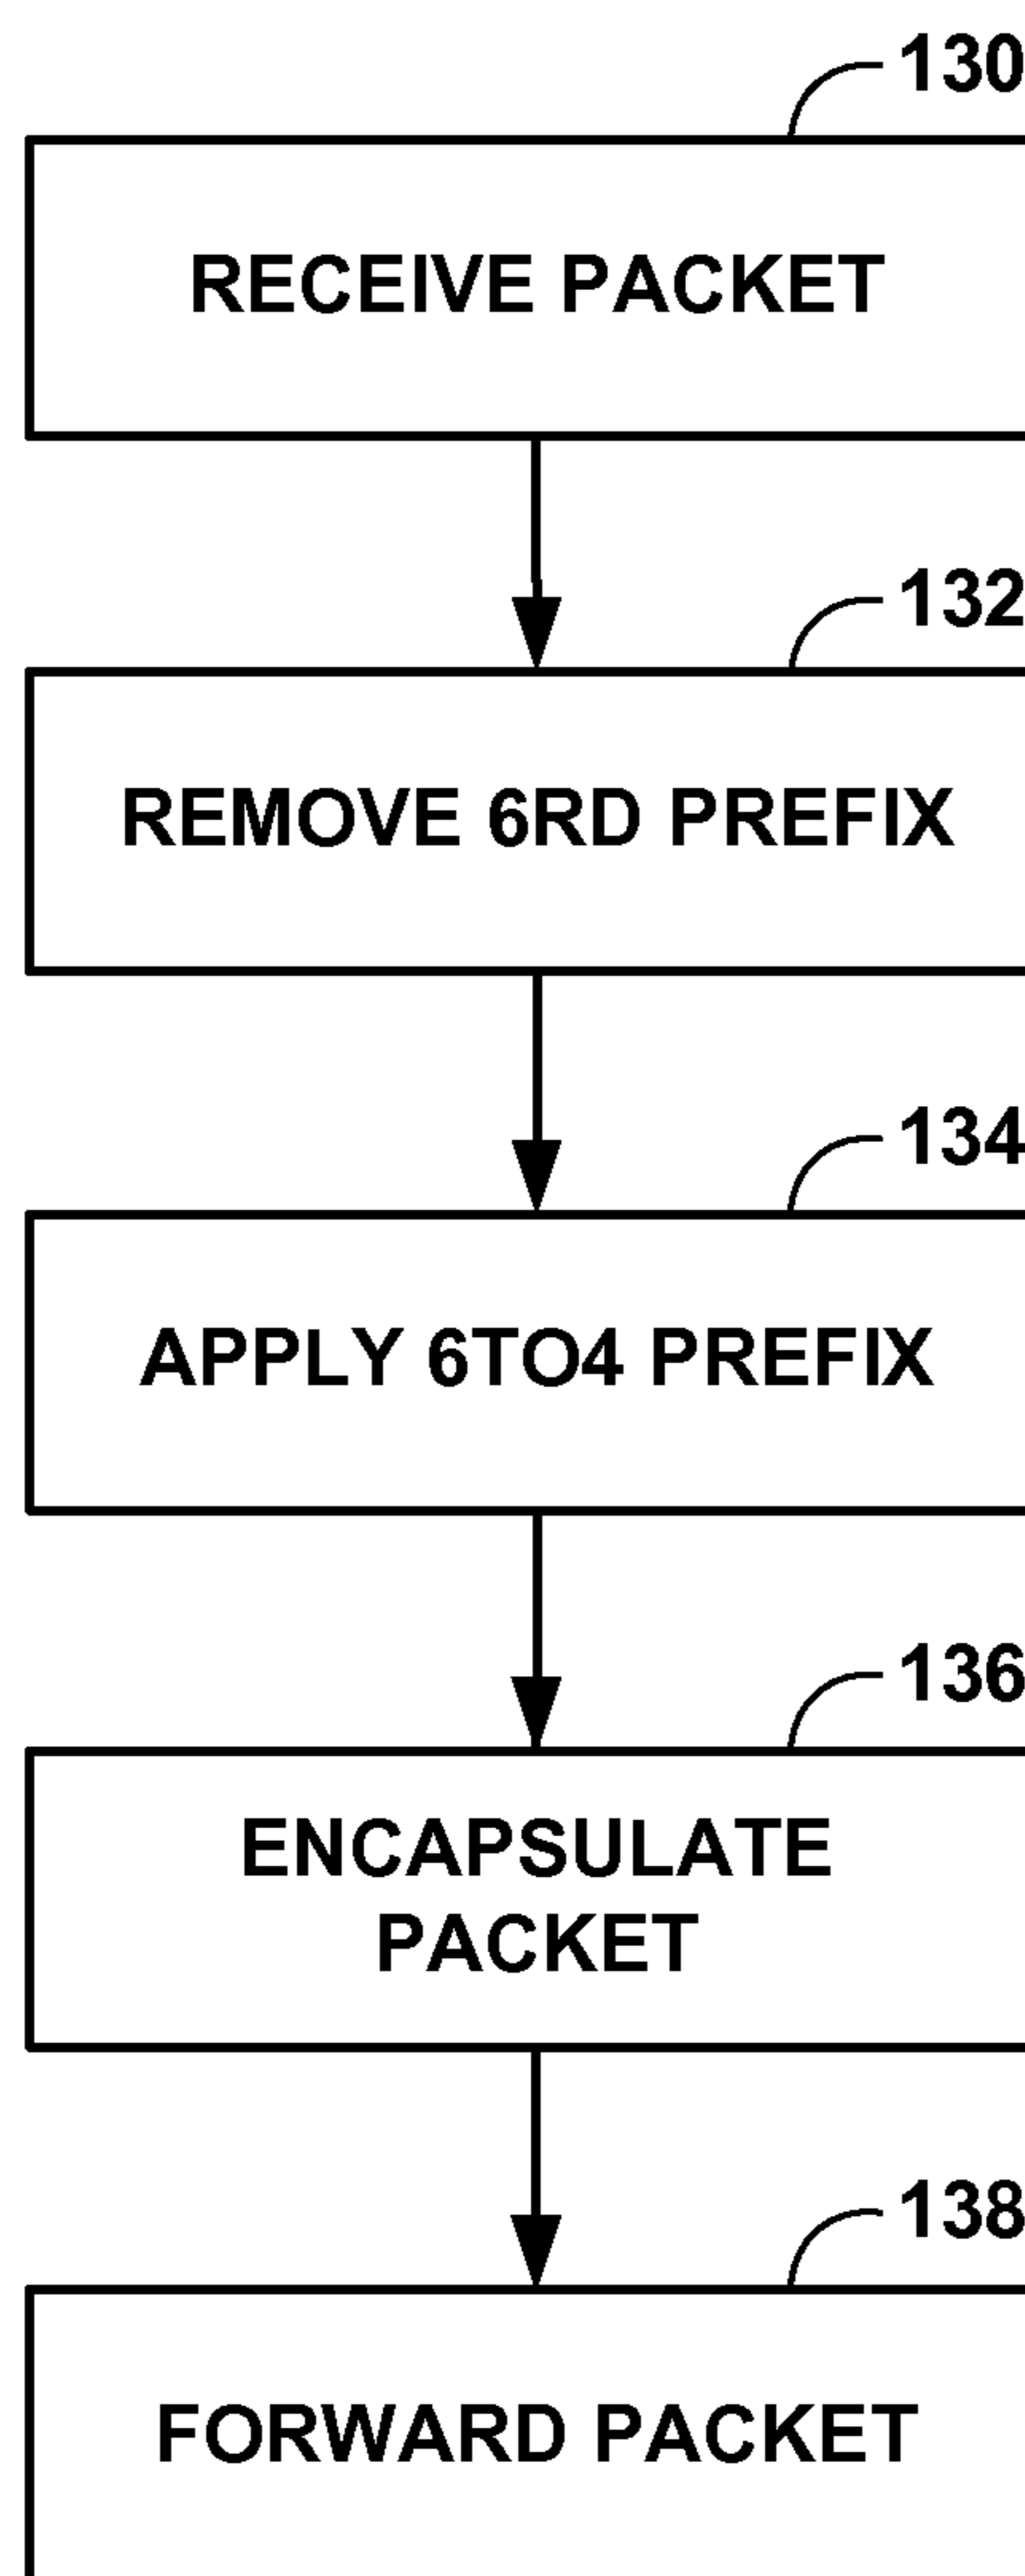 130
RECEIVE PACKET
132
REMOVE 6RD PREFIX
134
APPLY 6TO4 PREFIX
136
ENCAPSULATE
PACKET
138
FORWARD PACKET